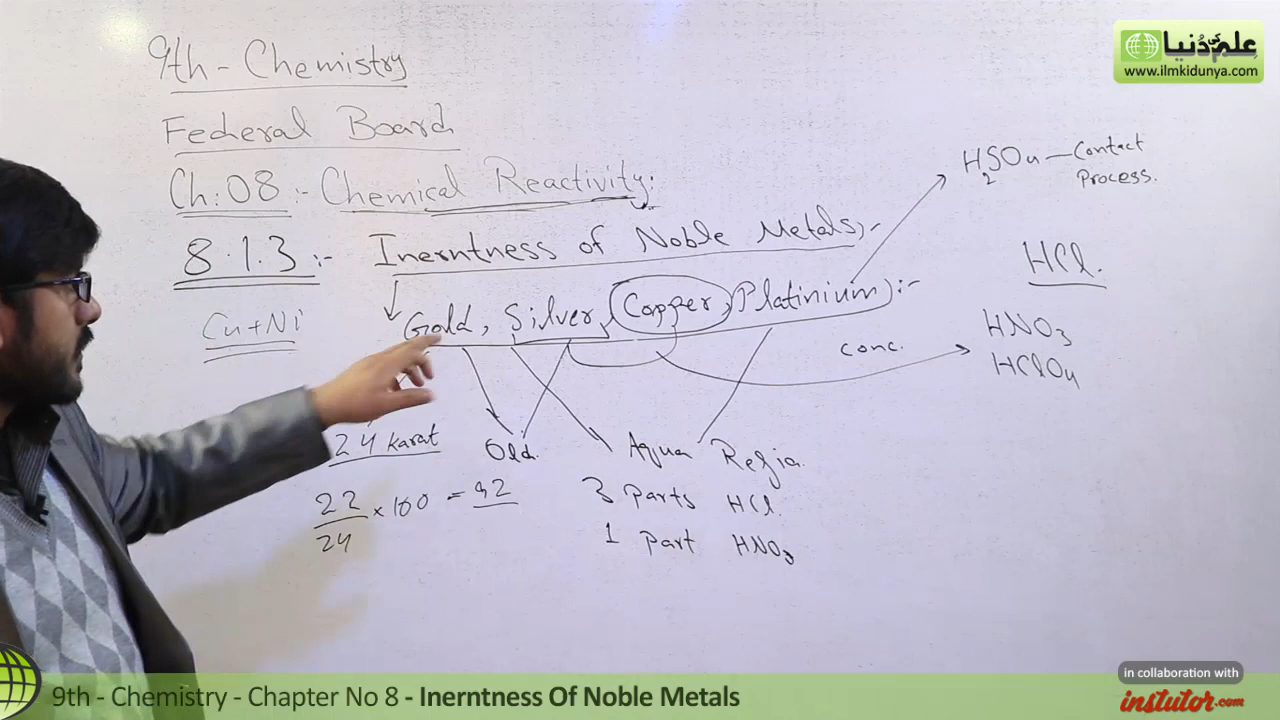 9th - Chemistry
Federal Board
Ch:08:- Chemical Reactivity:
8.1.3:- Inerntness of Noble Metals,-
Cu+Ni
Gold, Silver, Copper, Platinium):-
24 karat
22/24 × 100 = 92
Old.
Aqua Regia.
3 parts HCl.
1 part HNO3
conc.
H2SO4 — Contact
Process.
HCl.
HNO3
HClO4
علم کی دنیا
www.ilmkidunya.com
in collaboration with
instutor.com
9th - Chemistry - Chapter No 8 - Inerntness Of Noble Metals